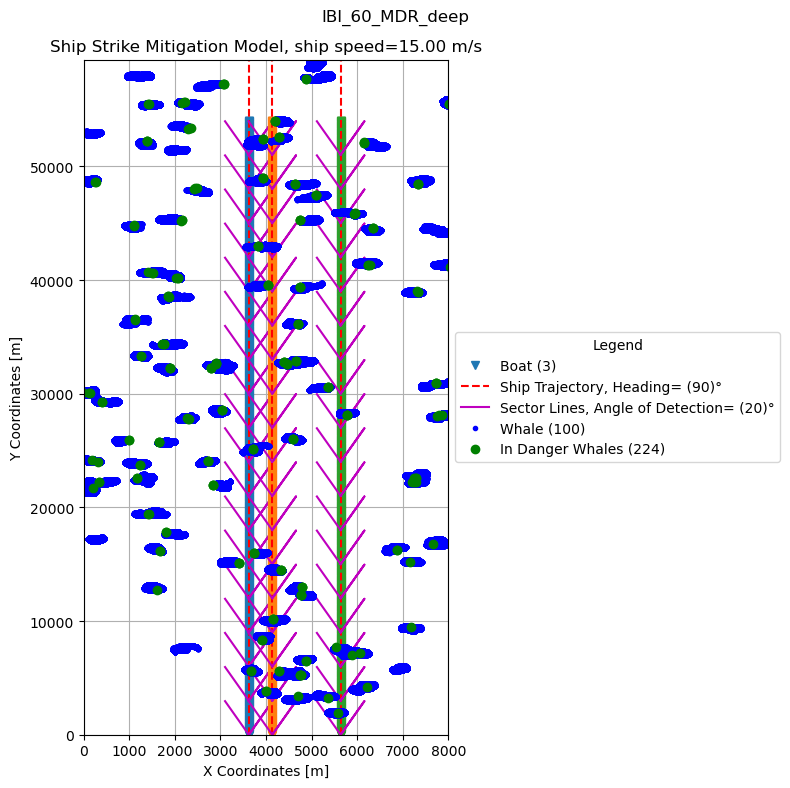 IBI_60_MDR_deep
Ship Strike Mitigation Model, ship speed=15.00 m/s
Y Coordinates [m]
50000
40000
30000
20000
10000
0
0 1000 2000 3000 4000 5000 6000 7000 8000
X Coordinates [m]
Legend
Boat (3)
Ship Trajectory, Heading= (90)°
Sector Lines, Angle of Detection= (20)°
Whale (100)
In Danger Whales (224)